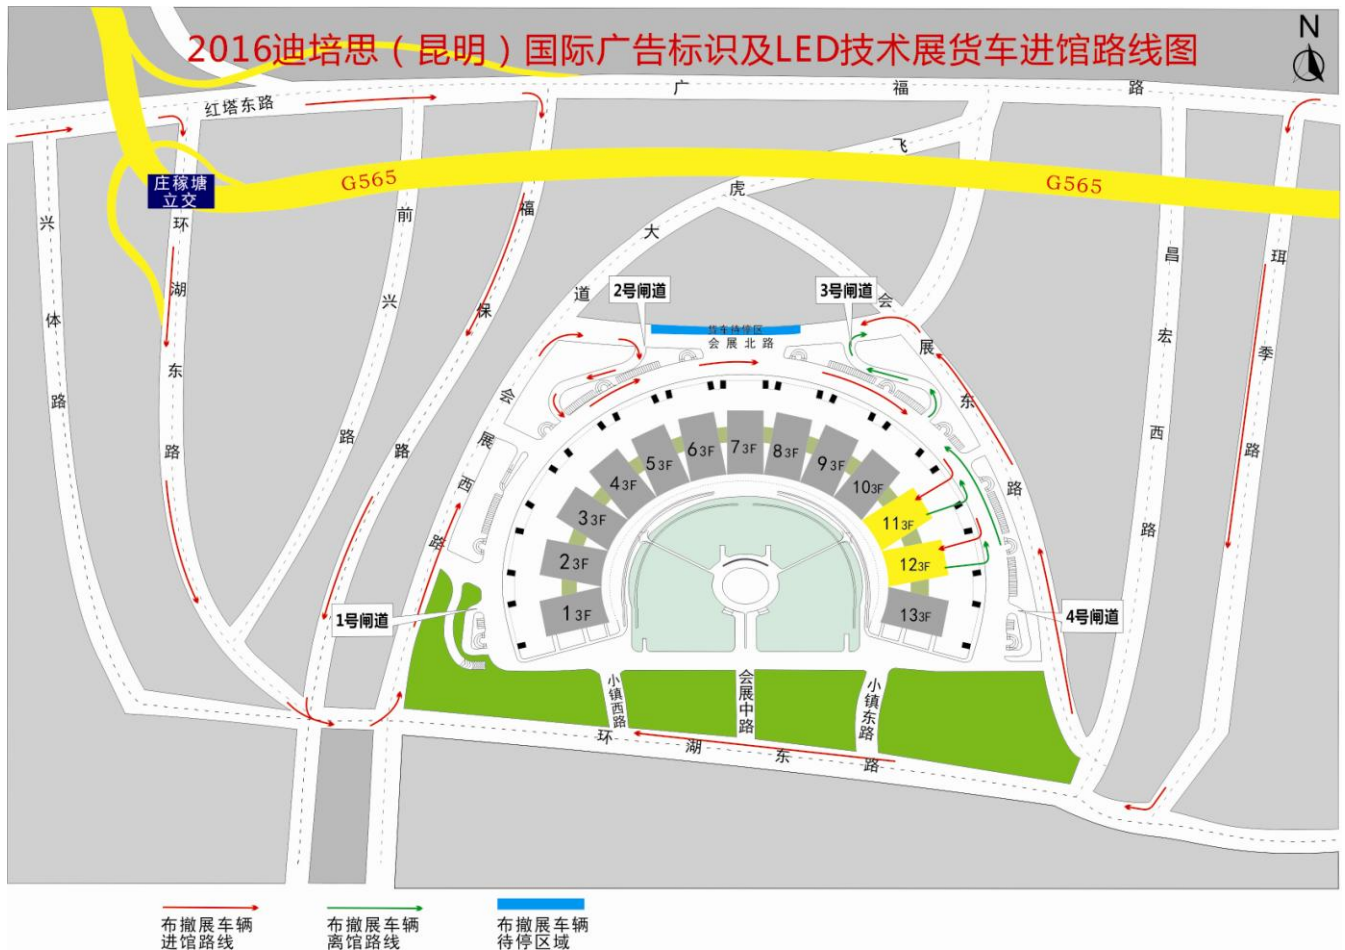 2016迪培思（昆明）国际广告标识及LED技术展货车进馆路线图
N
红塔东路
广福路
飞虎大道
G565
G565
庄稼塘
立交
兴体路
环湖东路
前兴路
福保路
会展西路
会展东路
昌宏西路
珥季路
2号闸道
3号闸道
货车待停区
会展北路
1 3F
2 3F
3 3F
4 3F
5 3F
6 3F
7 3F
8 3F
9 3F
10 3F
11 3F
12 3F
13 3F
1号闸道
4号闸道
小镇西路
会展中路
小镇东路
环湖东路
布撤展车辆
进馆路线
布撤展车辆
离馆路线
布撤展车辆
待停区域